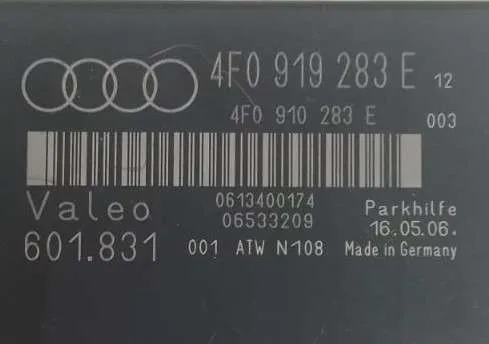 4F0 919 283 E 12
4F0 910 283 E 003
0613400174
Valeo 06533209 Parkhilfe
16.05.06.
601.831 001 ATW N108 Made in Germany